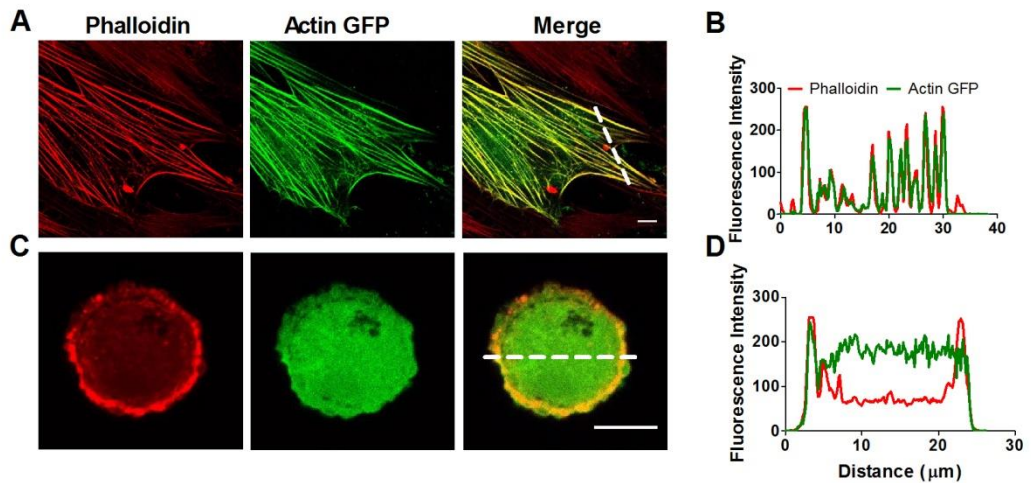 A
Phalloidin
Actin GFP
Merge
B
Phalloidin Actin GFP
Fluorescence Intensity
300
200
100
0
0 10 20 30 40
C
D
Fluorescence Intensity
300
200
100
0
0 10 20 30
Distance (μm)